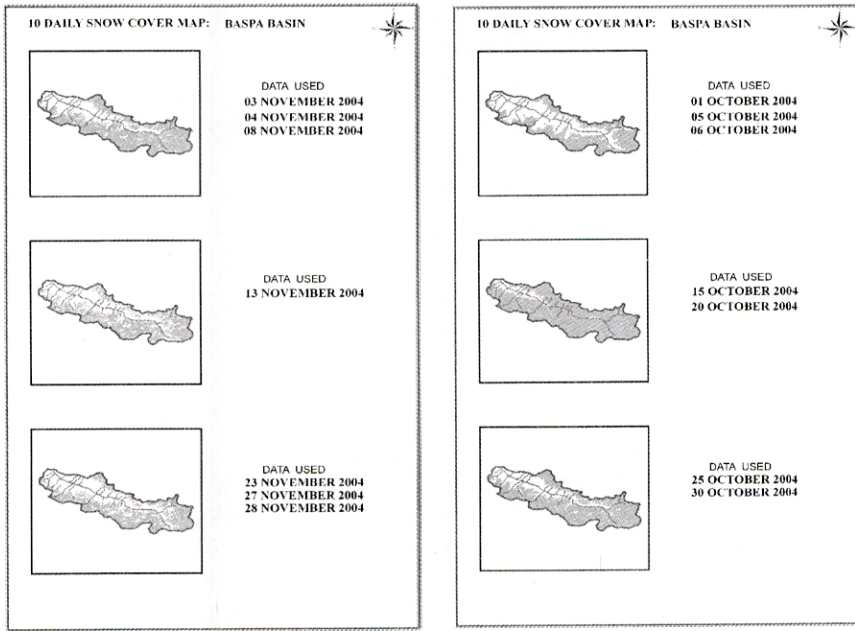 10 DAILY SNOW COVER MAP: BASPA BASIN
DATA USED
03 NOVEMBER 2004
04 NOVEMBER 2004
08 NOVEMBER 2004
DATA USED
13 NOVEMBER 2004
DATA USED
23 NOVEMBER 2004
27 NOVEMBER 2004
28 NOVEMBER 2004
10 DAILY SNOW COVER MAP: BASPA BASIN
DATA USED
01 OCTOBER 2004
05 OCTOBER 2004
06 OCTOBER 2004
DATA USED
15 OCTOBER 2004
20 OCTOBER 2004
DATA USED
25 OCTOBER 2004
30 OCTOBER 2004